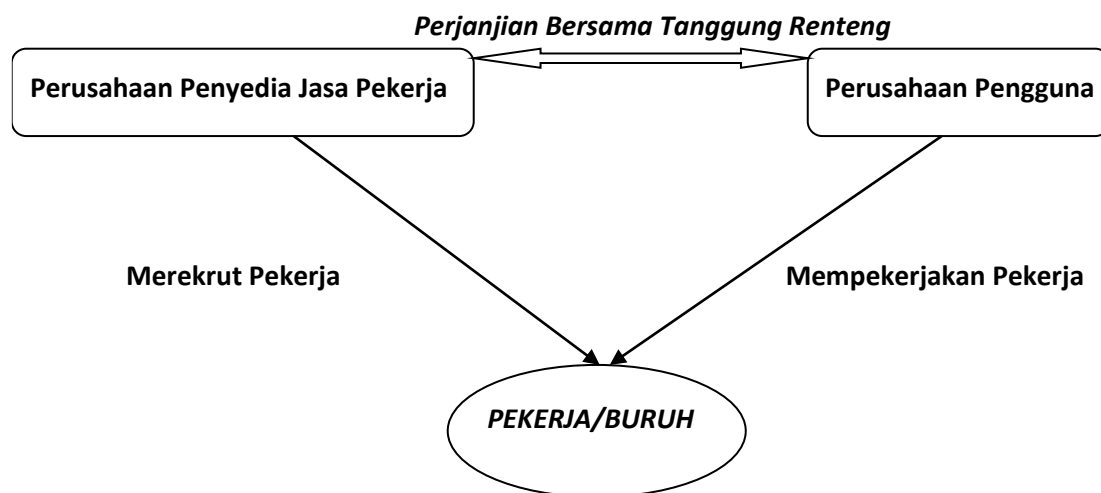 Perjanjian Bersama Tanggung Renteng
Perusahaan Penyedia Jasa Pekerja
Perusahaan Pengguna
Merekrut Pekerja
Mempekerjakan Pekerja
PEKERJA/BURUH